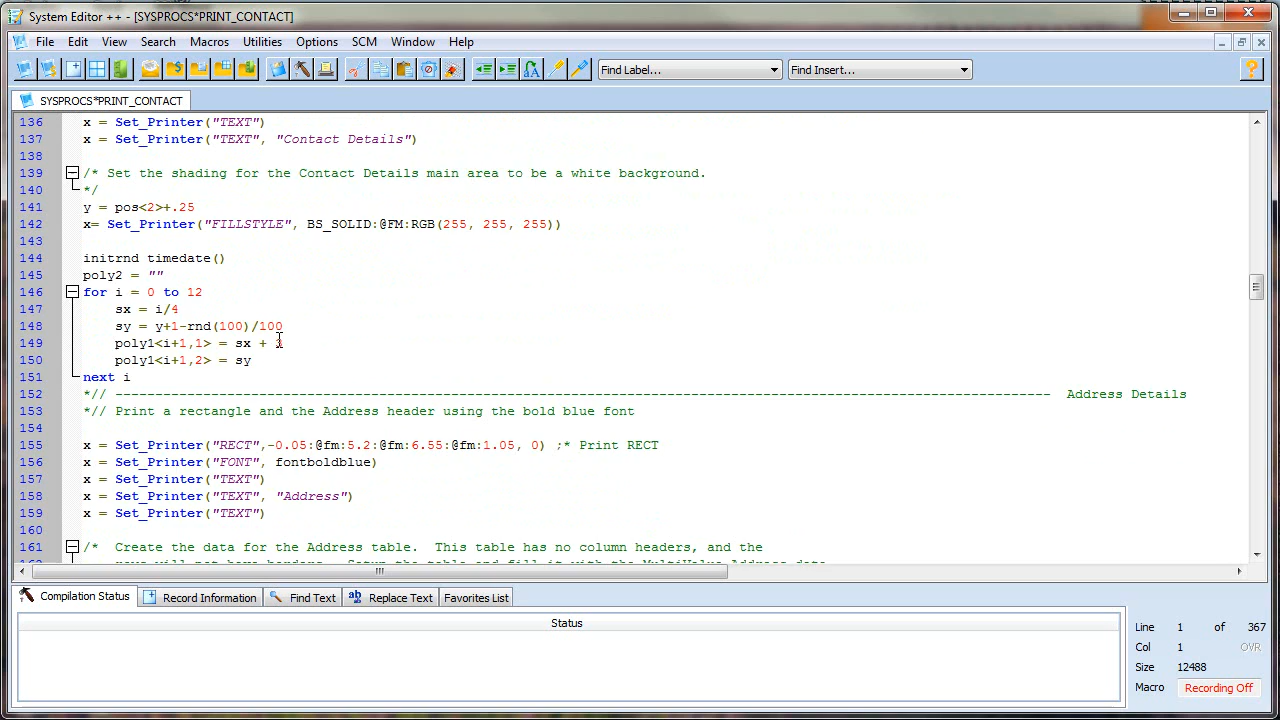 System Editor ++ - [SYSPROCS*PRINT_CONTACT]
File Edit View Search Macros Utilities Options SCM Window Help
Find Label... Find Insert...
SYSPROCS*PRINT_CONTACT
136 x = Set_Printer("TEXT")
137 x = Set_Printer("TEXT", "Contact Details")
138
139 /* Set the shading for the Contact Details main area to be a white background.
140 */
141 y = pos<2>+.25
142 x= Set_Printer("FILLSTYLE", BS_SOLID:@FM:RGB(255, 255, 255))
143
144 initrnd timedate()
145 poly2 = ""
146 for i = 0 to 12
147 sx = i/4
148 sy = y+1-rnd(100)/100
149 poly1<i+1,1> = sx +
150 poly1<i+1,2> = sy
151 next i
152 *// --------------------------------------------------------------------------------------------------------------------- Address Details
153 *// Print a rectangle and the Address header using the bold blue font
154
155 x = Set_Printer("RECT",-0.05:@fm:5.2:@fm:6.55:@fm:1.05, 0) ;* Print RECT
156 x = Set_Printer("FONT", fontboldblue)
157 x = Set_Printer("TEXT")
158 x = Set_Printer("TEXT", "Address")
159 x = Set_Printer("TEXT")
160
161 /* Create the data for the Address table. This table has no column headers, and the
Compilation Status Record Information Find Text Replace Text Favorites List
Status
Line 1 of 367
Col 1 OVR
Size 12488
Macro Recording Off